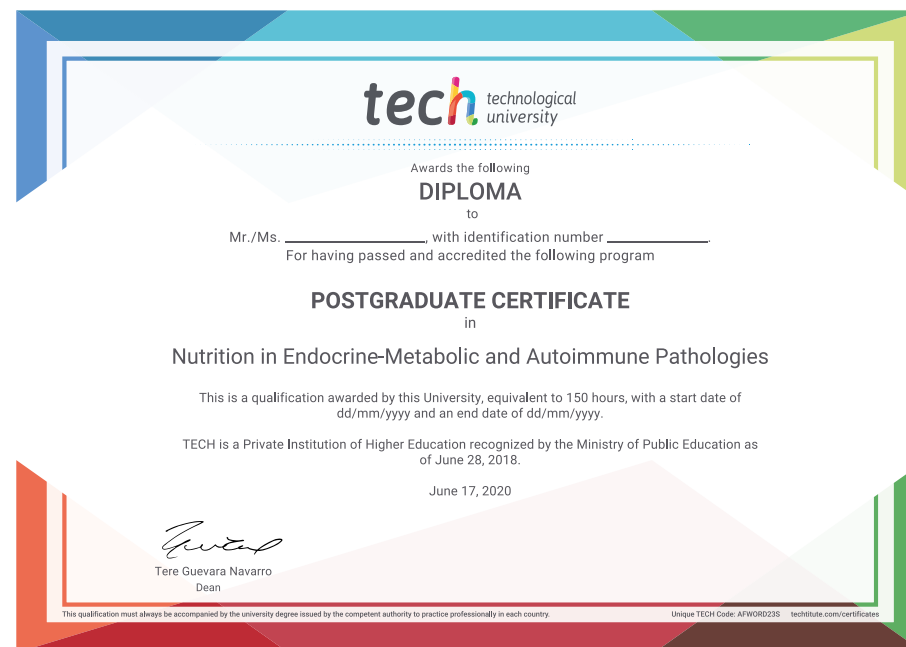 tech technological
university
Awards the following
DIPLOMA
to
Mr./Ms. ____________________, with identification number ______________.
For having passed and accredited the following program
POSTGRADUATE CERTIFICATE
in
Nutrition in Endocrine-Metabolic and Autoimmune Pathologies
This is a qualification awarded by this University, equivalent to 150 hours, with a start date of
dd/mm/yyyy and an end date of dd/mm/yyyy.
TECH is a Private Institution of Higher Education recognized by the Ministry of Public Education as
of June 28, 2018.
June 17, 2020
Tere Guevara Navarro
Dean
This qualification must always be accompanied by the university degree issued by the competent authority to practice professionally in each country. Unique TECH Code: AFWORD23S techtitute.com/certificates